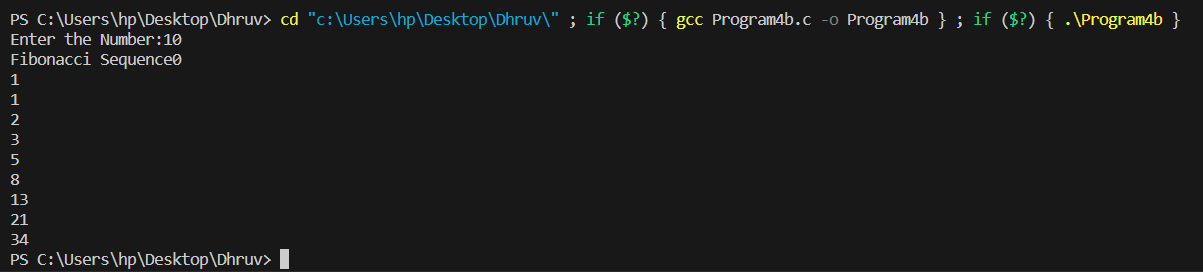 PS C:\Users\hp\Desktop\Dhruv> cd "c:\Users\hp\Desktop\Dhruv\" ; if ($?) { gcc Program4b.c -o Program4b } ; if ($?) { .\Program4b }
Enter the Number:10
Fibonacci Sequence0
1
1
2
3
5
8
13
21
34
PS C:\Users\hp\Desktop\Dhruv>